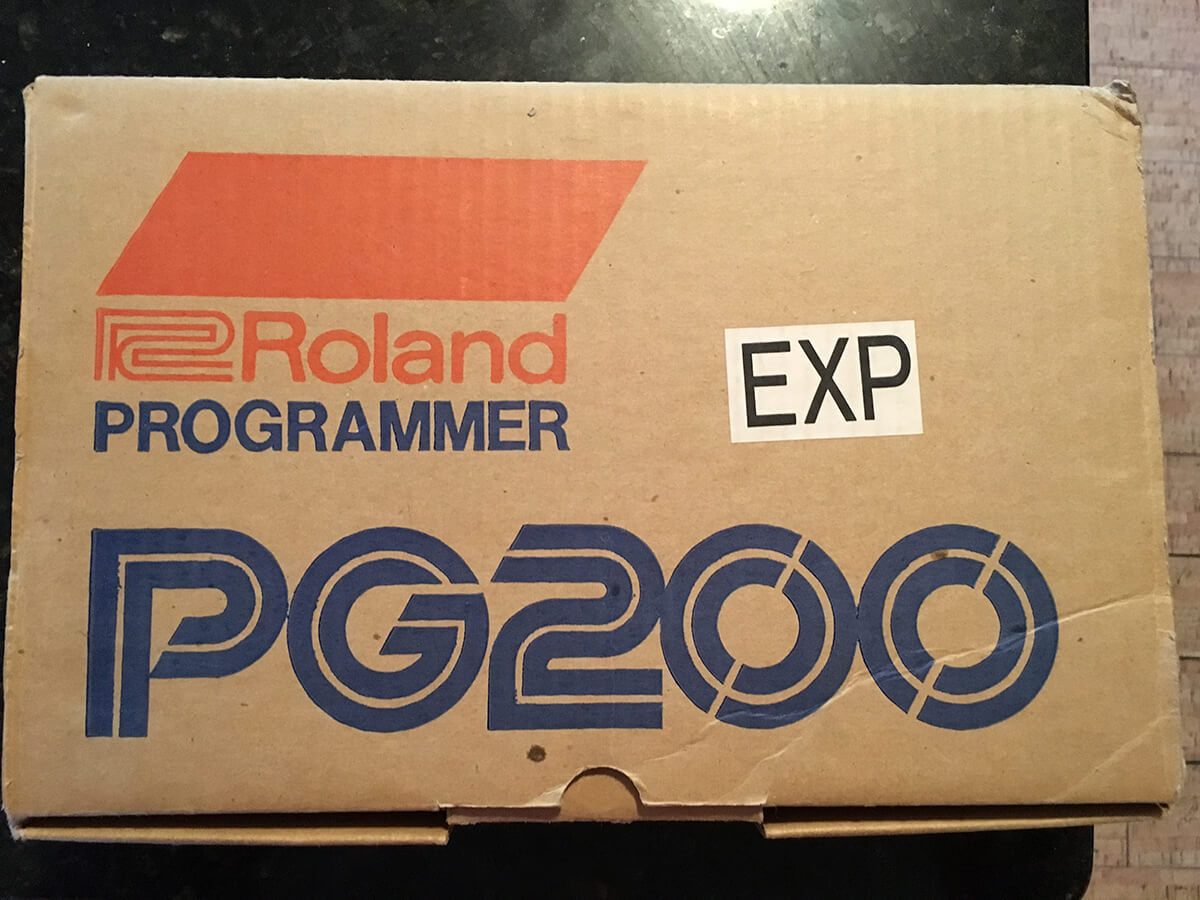 Roland
PROGRAMMER
EXP
PG200